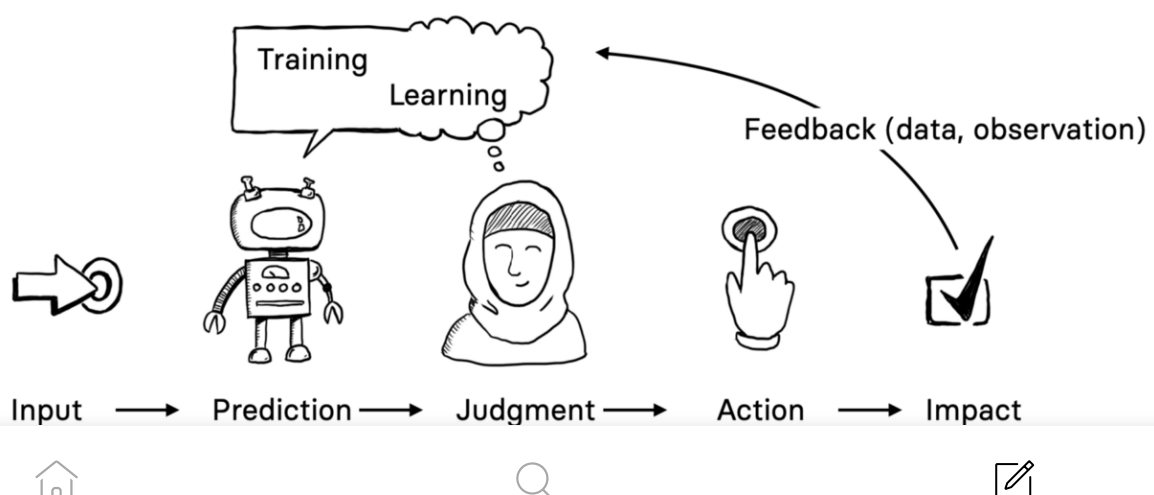 Training
Learning
Feedback (data, observation)
Input → Prediction → Judgment → Action → Impact